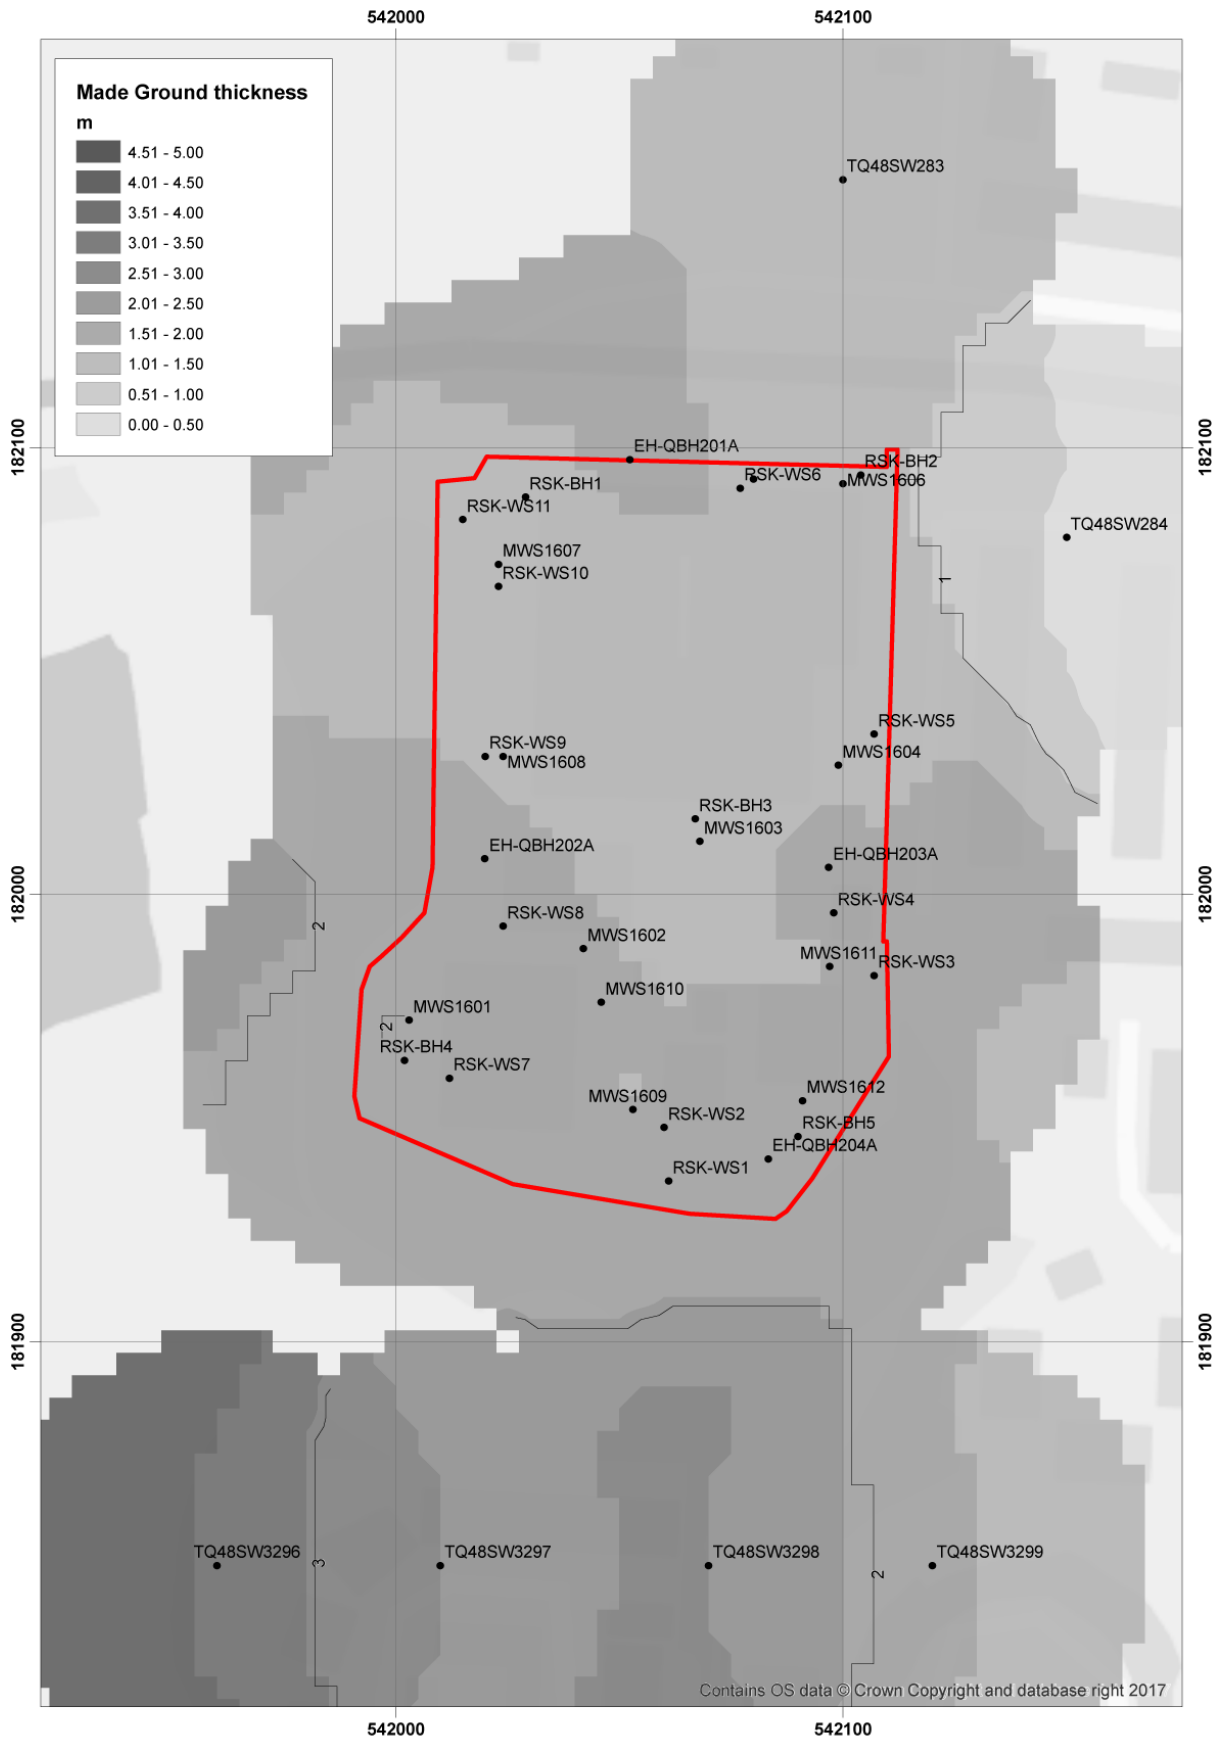 542000
542100
Made Ground thickness
m
4.51 - 5.00
4.01 - 4.50
3.51 - 4.00
3.01 - 3.50
2.51 - 3.00
2.01 - 2.50
1.51 - 2.00
1.01 - 1.50
0.51 - 1.00
0.00 - 0.50
TQ48SW283
182100
182100
EH-QBH201A
RSK-BH2
RSK-WS6
MWS1606
RSK-BH1
RSK-WS11
TQ48SW284
MWS1607
RSK-WS10
1
RSK-WS5
RSK-WS9
MWS1608
MWS1604
RSK-BH3
MWS1603
EH-QBH202A
EH-QBH203A
182000
182000
RSK-WS8
RSK-WS4
2
MWS1602
MWS1611
RSK-WS3
MWS1610
MWS1601
2
RSK-BH4
RSK-WS7
MWS1609
MWS1612
RSK-WS2
RSK-BH5
EH-QBH204A
RSK-WS1
181900
181900
TQ48SW3296
3
TQ48SW3297
TQ48SW3298
2
TQ48SW3299
Contains OS data © Crown Copyright and database right 2017
542000
542100